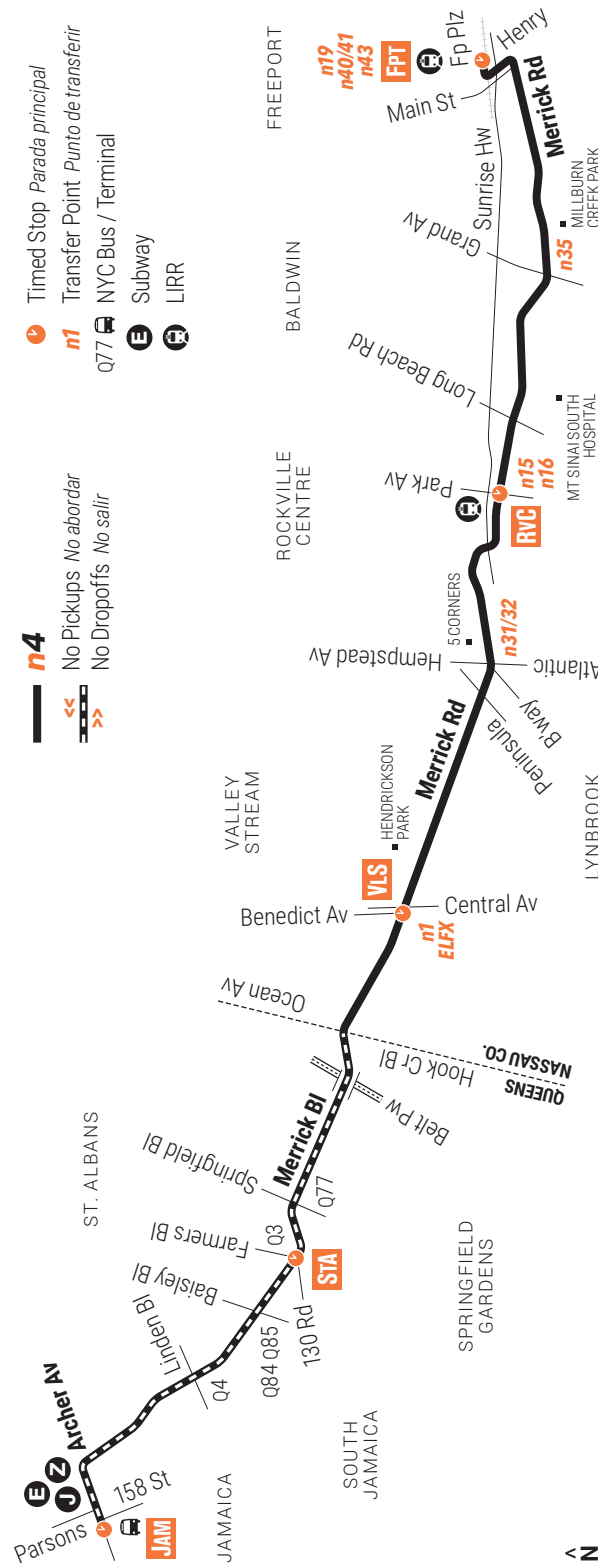 n4
<< No Pickups No abordar
>> No Dropoffs No salir
Timed Stop Parada principal
n1 Transfer Point Punto de transferir
Q77 NYC Bus / Terminal
E Subway
LIRR
E
J Z
Archer Av
Parsons
158 St
JAM
JAMAICA
Linden Bl
Q4
Baisley Bl
Q84 Q85
SOUTH
JAMAICA
ST. ALBANS
Farmers Bl
130 Rd
STA
Q3
Springfield Bl
Q77
Merrick Bl
SPRINGFIELD
GARDENS
Belt Pw
Hook Cr Bl
Ocean Av
QUEENS
NASSAU CO.
VALLEY
STREAM
Benedict Av
Central Av
VLS
n1
ELFX
HENDRICKSON
PARK
Merrick Rd
Peninsula
B'way
Hempstead Av
Atlantic
LYNBROOK
5 CORNERS
n31/32
ROCKVILLE
CENTRE
Park Av
RVC
n15
n16
MT SINAI SOUTH
HOSPITAL
Long Beach Rd
BALDWIN
Grand Av
n35
MILLBURN
CREEK PARK
Sunrise Hw
Merrick Rd
FREEPORT
Main St
Henry
Fp Plz
FPT
n19
n40/41
n43
^
N